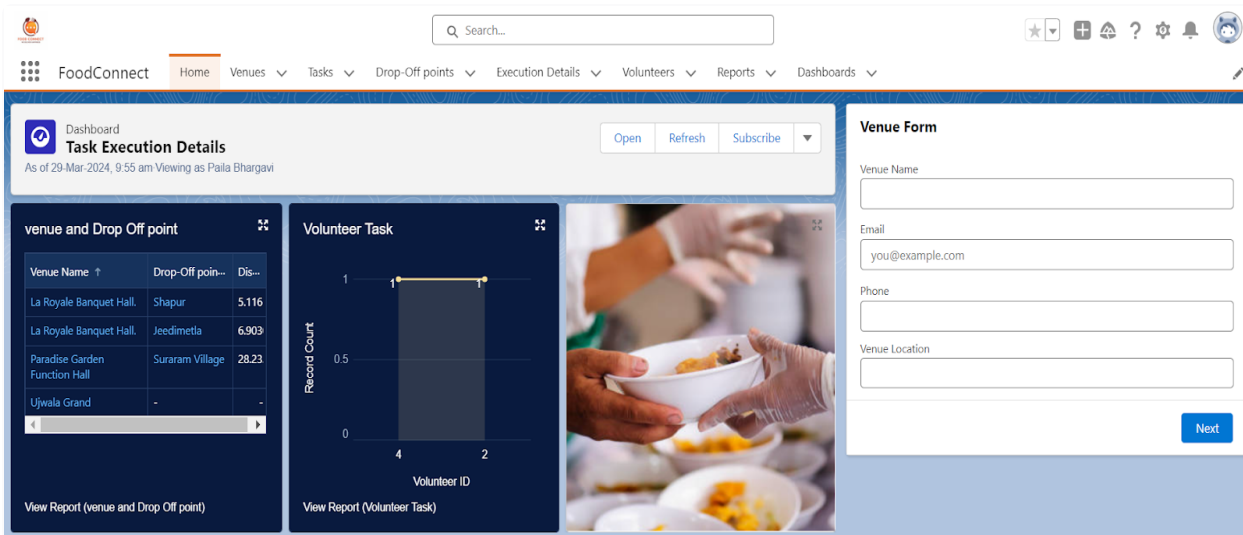 Search...
FoodConnect Home Venues Tasks Drop-Off points Execution Details Volunteers Reports Dashboards
Dashboard
Task Execution Details
As of 29-Mar-2024, 9:55 am Viewing as Paila Bhargavi
Open Refresh Subscribe
venue and Drop Off point
Venue Name ↑ Drop-Off poin... Dis...
La Royale Banquet Hall. Shapur 5.116
La Royale Banquet Hall. Jeedimetla 6.903
Paradise Garden Suraram Village 28.23
Function Hall
Ujwala Grand - -
View Report (venue and Drop Off point)
Volunteer Task
1
1 1
Record Count
0.5
0
4 2
Volunteer ID
View Report (Volunteer Task)
Venue Form
Venue Name
Email
you@example.com
Phone
Venue Location
Next